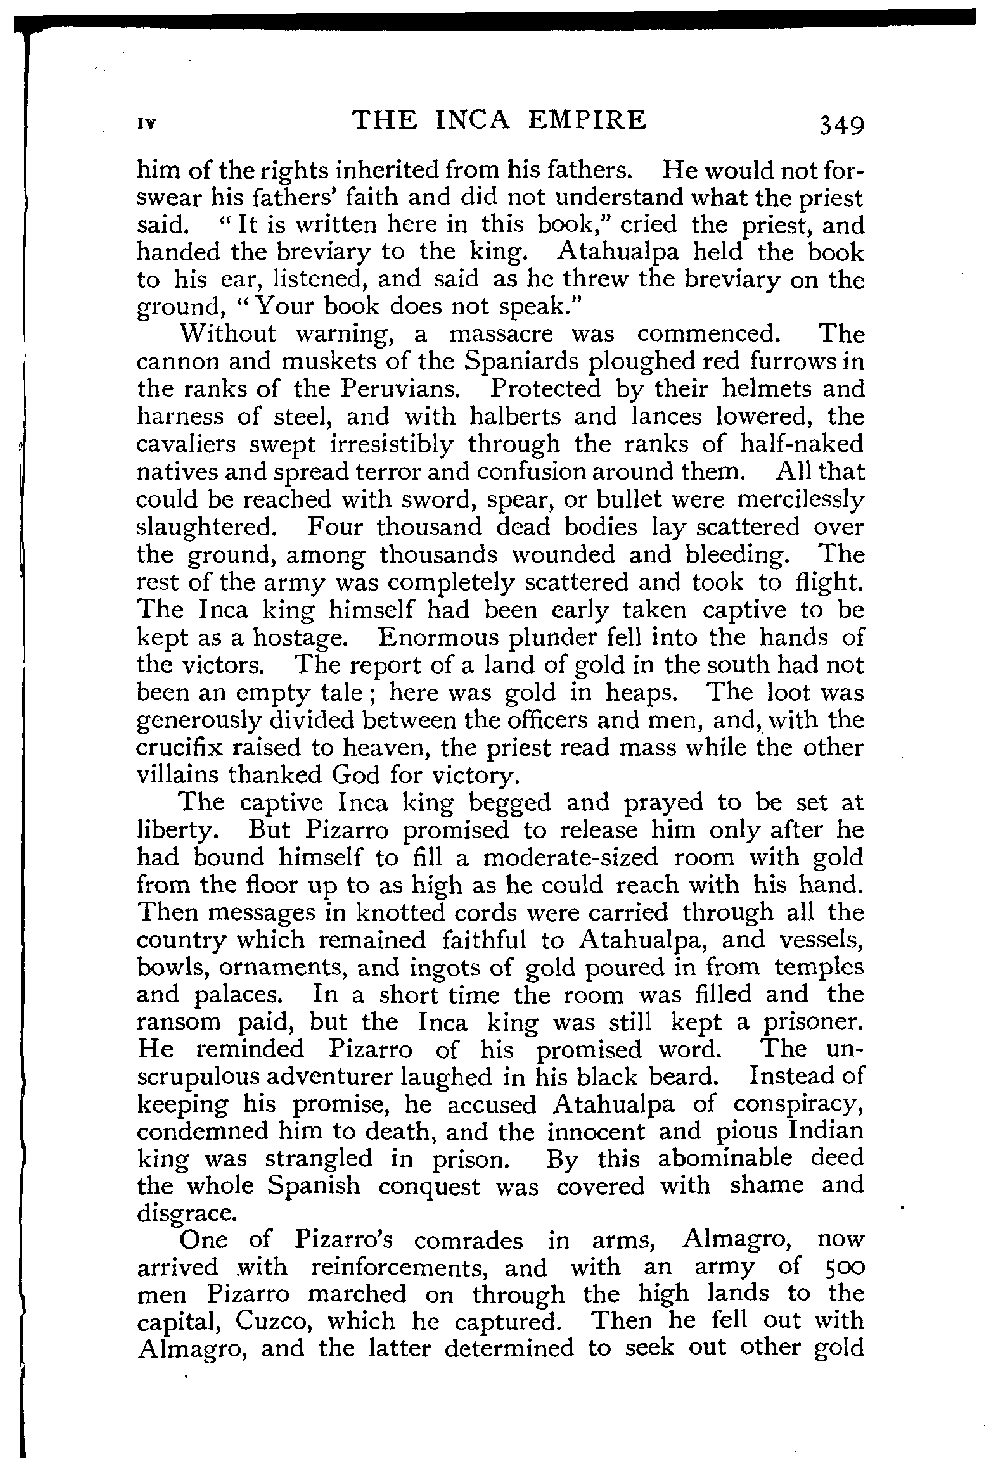 IV THE INCA EMPIRE 349
him of the rights inherited from his fathers. He would not for-
swear his fathers' faith and did not understand what the priest
said. “It is written here in this book,” cried the priest, and
handed the breviary to the king. Atahualpa held the book
to his ear, listened, and said as he threw the breviary on the
ground, “Your book does not speak.”
Without warning, a massacre was commenced. The
cannon and muskets of the Spaniards ploughed red furrows in
the ranks of the Peruvians. Protected by their helmets and
harness of steel, and with halberts and lances lowered, the
cavaliers swept irresistibly through the ranks of half-naked
natives and spread terror and confusion around them. All that
could be reached with sword, spear, or bullet were mercilessly
slaughtered. Four thousand dead bodies lay scattered over
the ground, among thousands wounded and bleeding. The
rest of the army was completely scattered and took to flight.
The Inca king himself had been early taken captive to be
kept as a hostage. Enormous plunder fell into the hands of
the victors. The report of a land of gold in the south had not
been an empty tale; here was gold in heaps. The loot was
generously divided between the officers and men, and, with the
crucifix raised to heaven, the priest read mass while the other
villains thanked God for victory.
The captive Inca king begged and prayed to be set at
liberty. But Pizarro promised to release him only after he
had bound himself to fill a moderate-sized room with gold
from the floor up to as high as he could reach with his hand.
Then messages in knotted cords were carried through all the
country which remained faithful to Atahualpa, and vessels,
bowls, ornaments, and ingots of gold poured in from temples
and palaces. In a short time the room was filled and the
ransom paid, but the Inca king was still kept a prisoner.
He reminded Pizarro of his promised word. The un-
scrupulous adventurer laughed in his black beard. Instead of
keeping his promise, he accused Atahualpa of conspiracy,
condemned him to death, and the innocent and pious Indian
king was strangled in prison. By this abominable deed
the whole Spanish conquest was covered with shame and
disgrace.
One of Pizarro's comrades in arms, Almagro, now
arrived with reinforcements, and with an army of 500
men Pizarro marched on through the high lands to the
capital, Cuzco, which he captured. Then he fell out with
Almagro, and the latter determined to seek out other gold